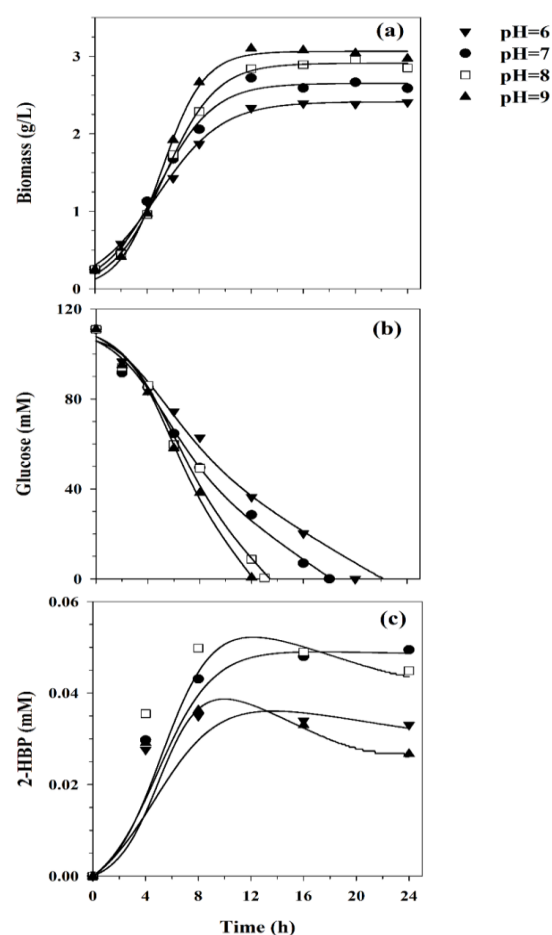 (a)
pH=6
pH=7
pH=8
pH=9
Biomass (g/L)
3
2
1
0
(b)
Glucose (mM)
120
80
40
0
(c)
2-HBP (mM)
0.06
0.04
0.02
0.00
0 4 8 12 16 20 24
Time (h)